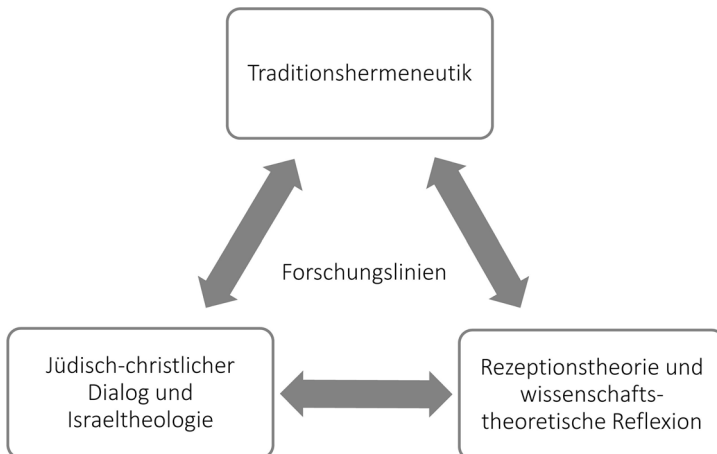 Traditionshermeneutik
Forschungslinien
Jüdisch-christlicher
Dialog und
Israeltheologie
Rezeptionstheorie und
wissenschafts-
theoretische Reflexion